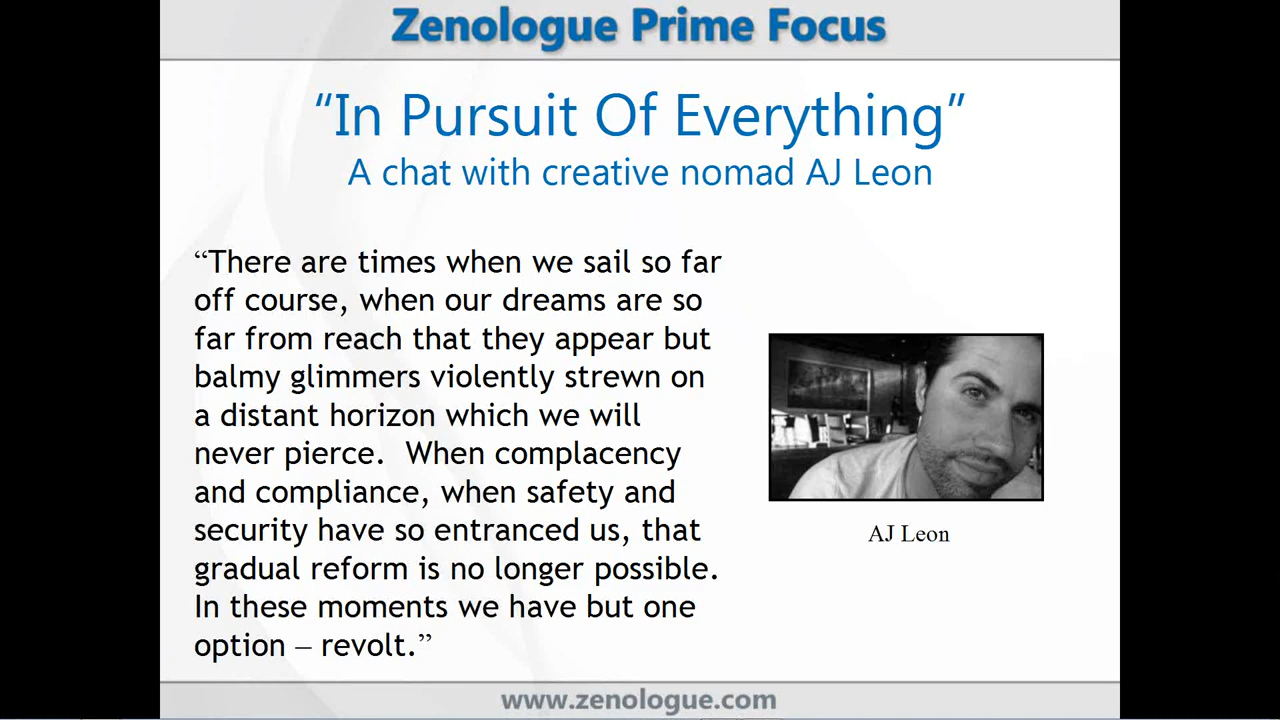 Zenologue Prime Focus
“In Pursuit Of Everything”
A chat with creative nomad AJ Leon
“There are times when we sail so far
off course, when our dreams are so
far from reach that they appear but
balmy glimmers violently strewn on
a distant horizon which we will
never pierce.  When complacency
and compliance, when safety and
security have so entranced us, that
gradual reform is no longer possible.
In these moments we have but one
option – revolt.”
AJ Leon
www.zenologue.com